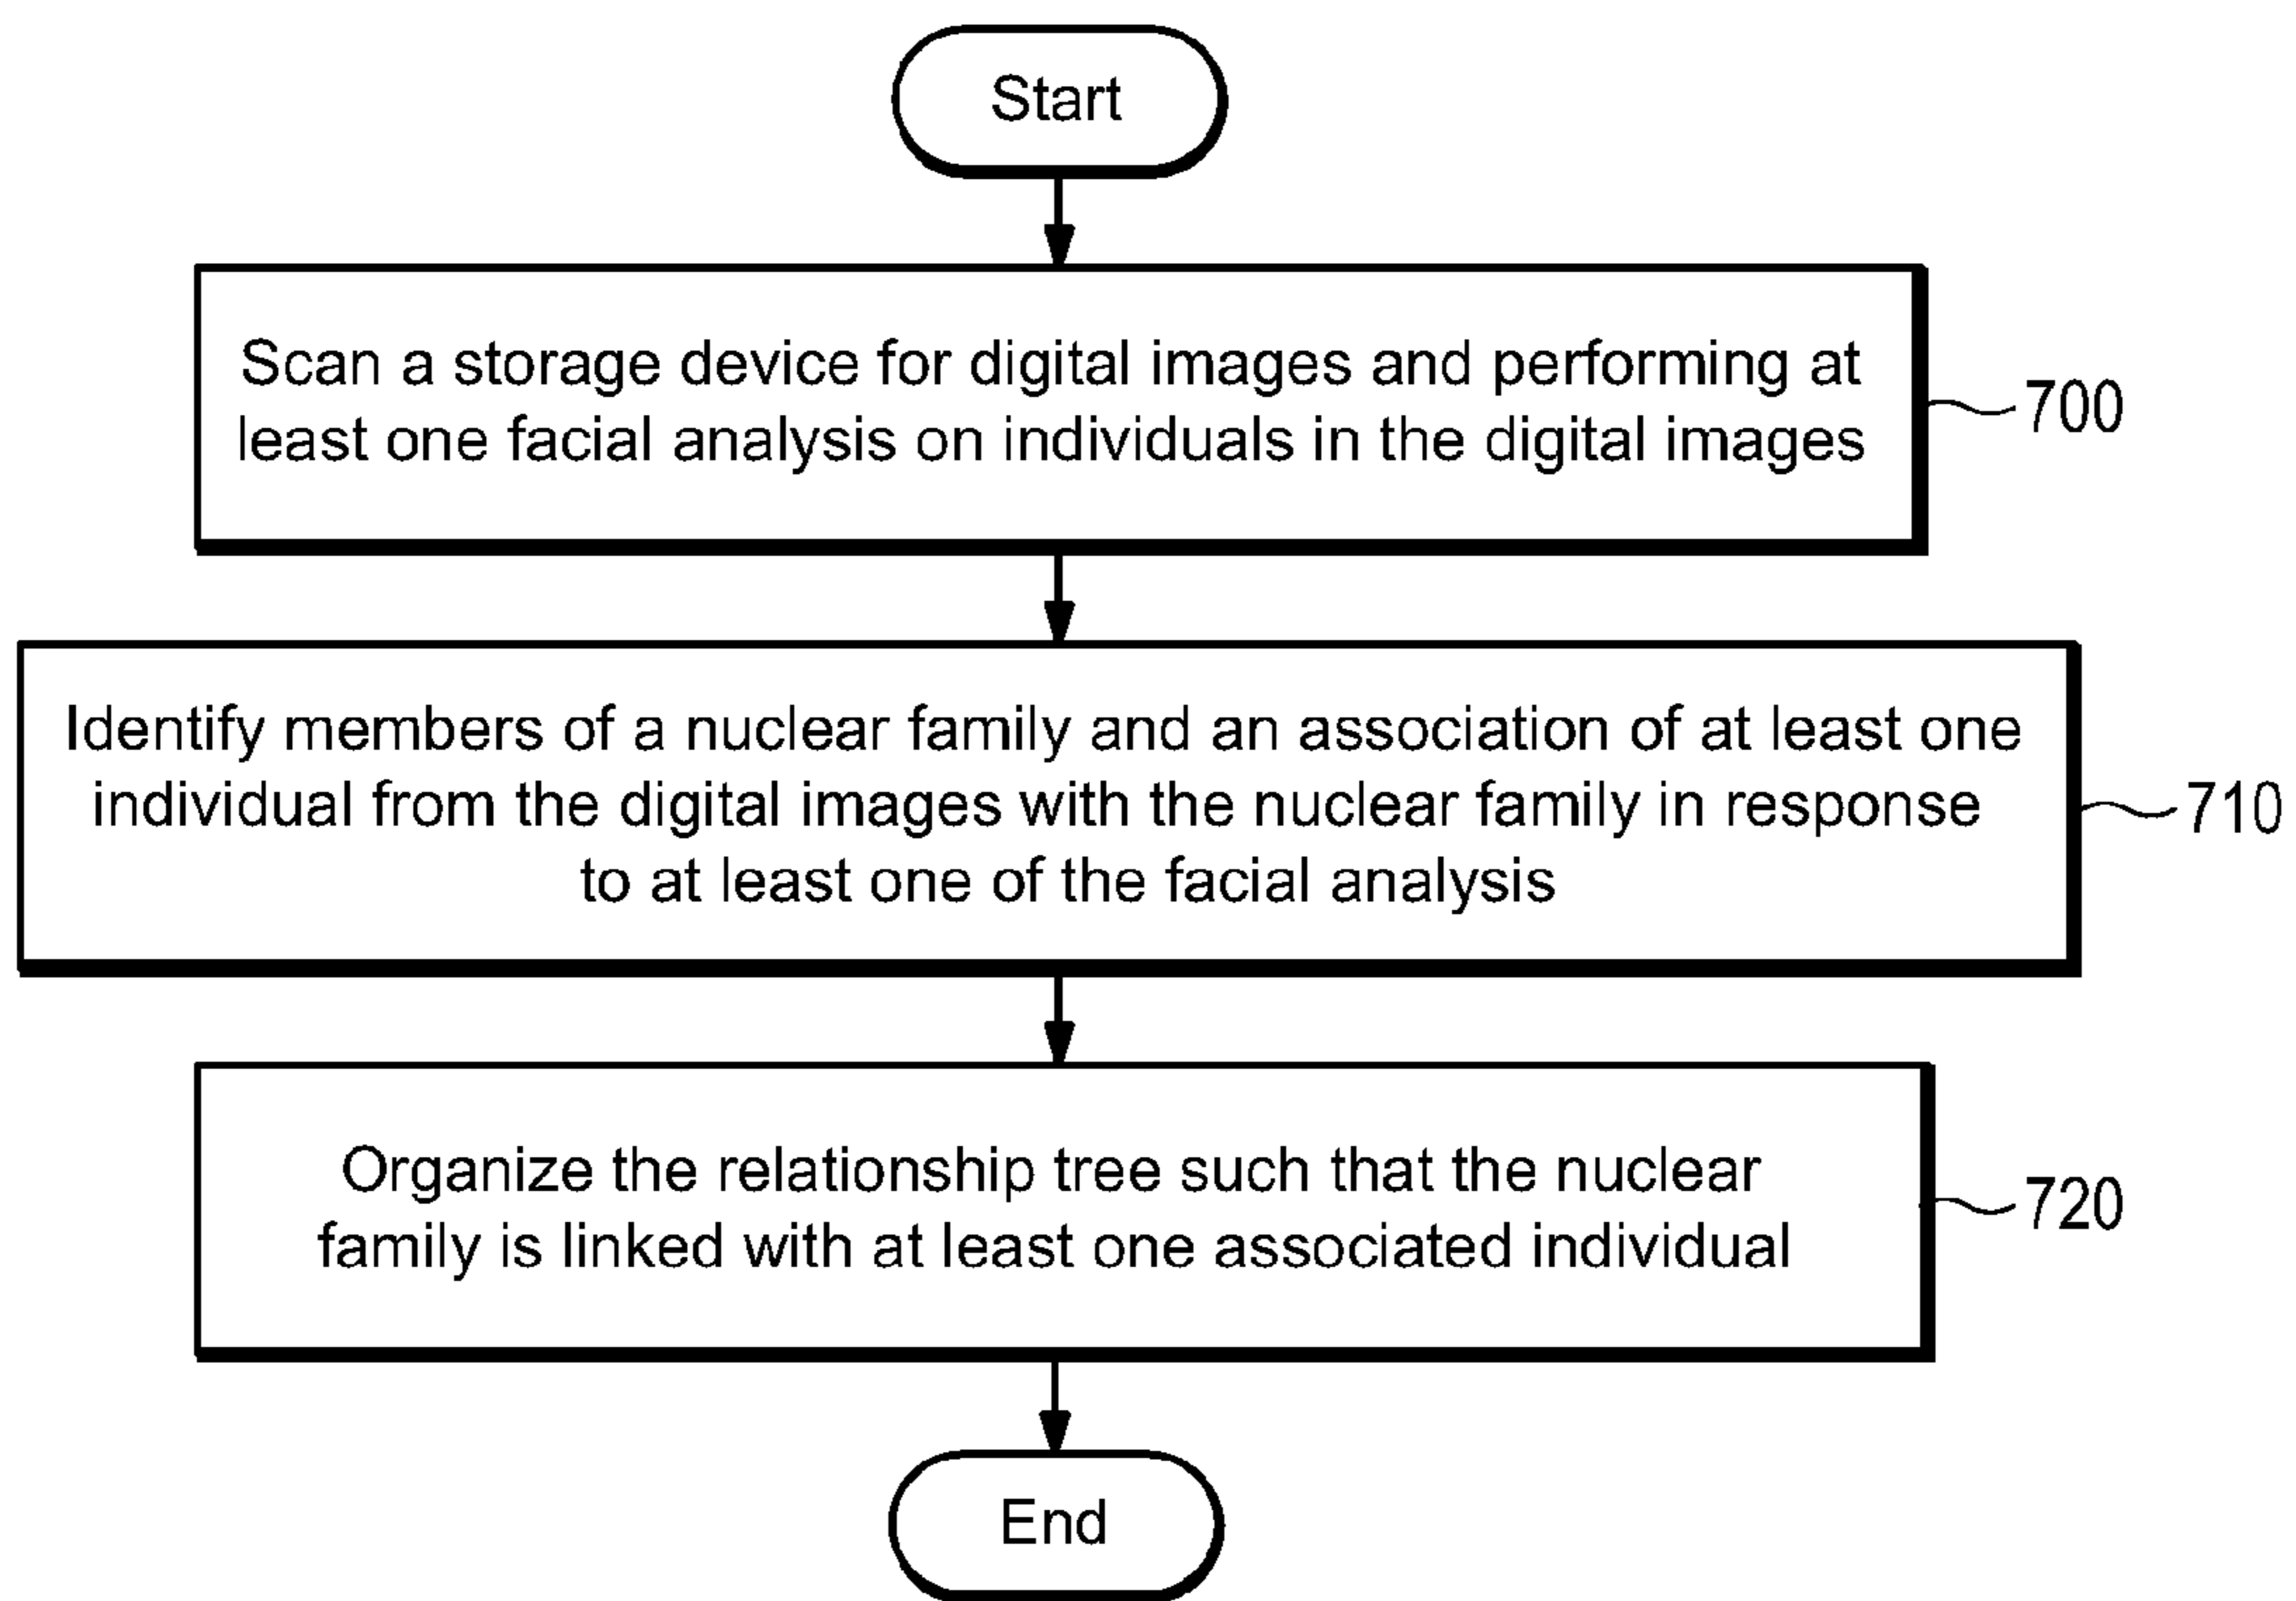 Start
Scan a storage device for digital images and performing at
least one facial analysis on individuals in the digital images
700
Identify members of a nuclear family and an association of at least one
individual from the digital images with the nuclear family in response
to at least one of the facial analysis
710
Organize the relationship tree such that the nuclear
family is linked with at least one associated individual
720
End